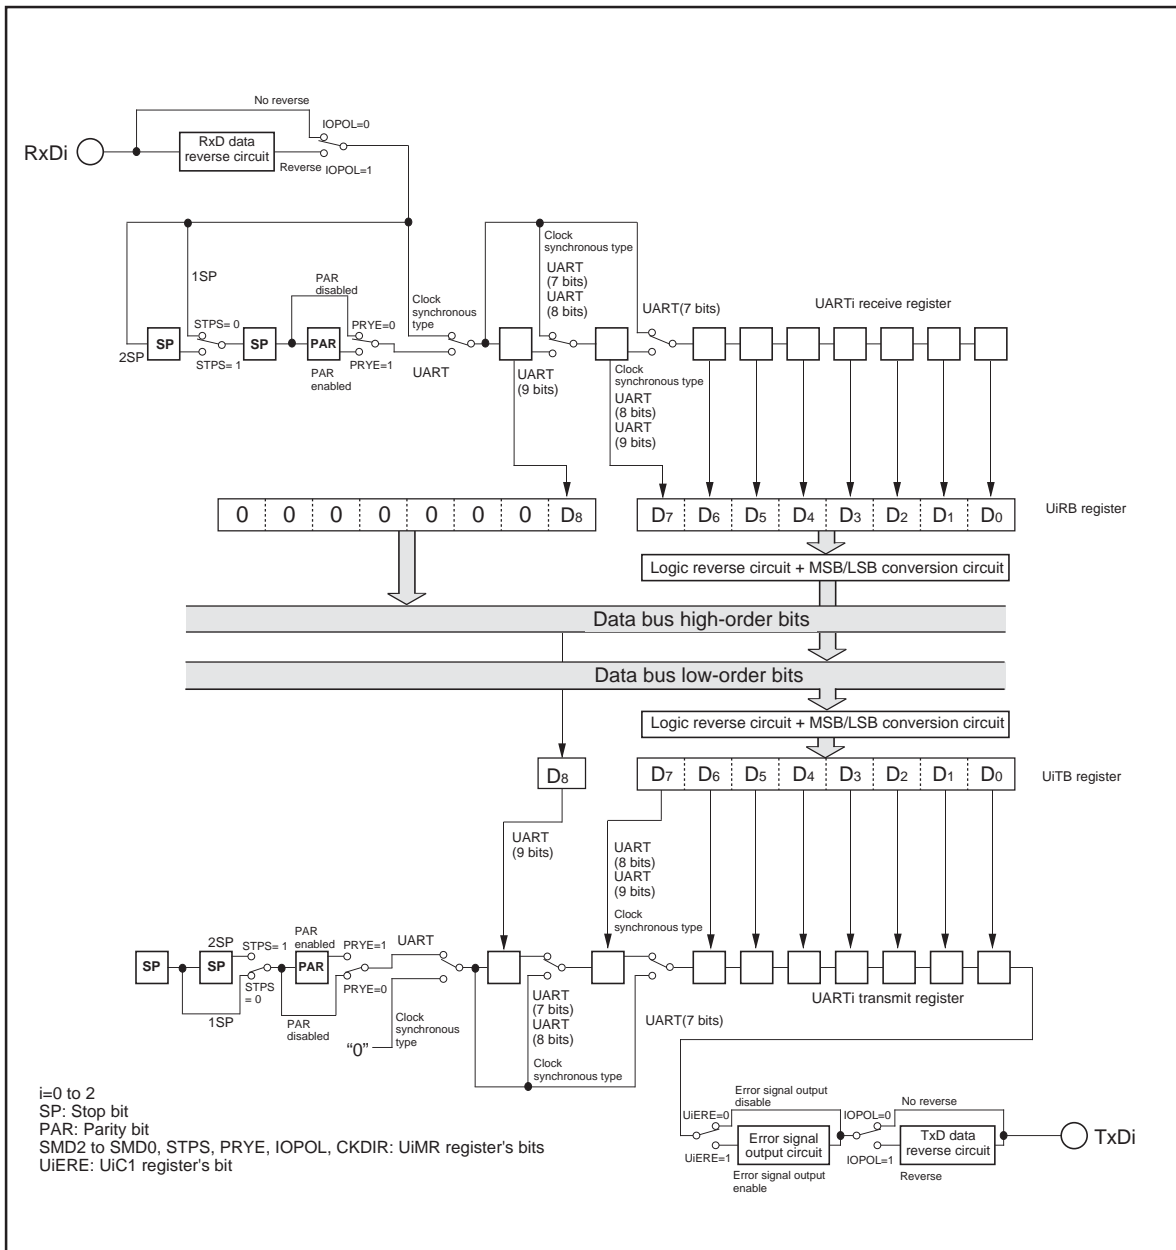 No reverse
IOPOL=0
RxDi
RxD data
reverse circuit
Reverse
IOPOL=1
Clock
synchronous type
1SP
UART
(7 bits)
UART
(8 bits)
PAR
disabled
Clock
synchronous
type
UART(7 bits)
UARTi receive register
STPS= 0
PRYE=0
SP
SP
PAR
2SP
STPS= 1
PRYE=1
PAR
enabled
UART
UART
(9 bits)
Clock
synchronous type
UART
(8 bits)
UART
(9 bits)
0 0 0 0 0 0 0 D8
D7 D6 D5 D4 D3 D2 D1 D0
UiRB register
Logic reverse circuit + MSB/LSB conversion circuit
Data bus high-order bits
Data bus low-order bits
Logic reverse circuit + MSB/LSB conversion circuit
D8
D7 D6 D5 D4 D3 D2 D1 D0
UiTB register
UART
(9 bits)
UART
(8 bits)
UART
(9 bits)
Clock
synchronous type
2SP
STPS= 1
PAR
enabled
PRYE=1
UART
SP
SP
PAR
STPS
= 0
PRYE=0
1SP
PAR
disabled
"0"
Clock
synchronous
type
UART
(7 bits)
UART
(8 bits)
Clock
synchronous type
UART(7 bits)
UARTi transmit register
i=0 to 2
SP: Stop bit
PAR: Parity bit
SMD2 to SMD0, STPS, PRYE, IOPOL, CKDIR: UiMR register's bits
UiERE: UiC1 register's bit
Error signal output
disable
UiERE=0
IOPOL=0
No reverse
Error signal
output circuit
TxD data
reverse circuit
TxDi
UiERE=1
IOPOL=1
Error signal output
enable
Reverse